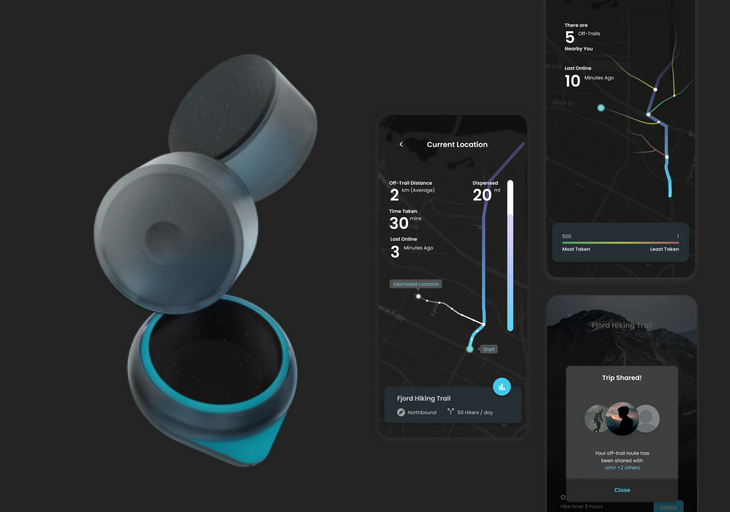 Current Location
Off-Trail Distance
2 km (Average)
Dispensed
20 ml
Time Taken
30 mins
Last Online
3 Minutes Ago
Estimated Location
Start
Fjord Hiking Trail
Northbound
50 Hikers / day
There are
5 Off-Trails
Nearby You
Last Online
10 Minutes Ago
500
1
Most Taken
Least Taken
Fjord Hiking Trail
Trip Shared!
Your off-trail route has
been shared with
John +2 others
Close
Hike time: 5 hours
Share